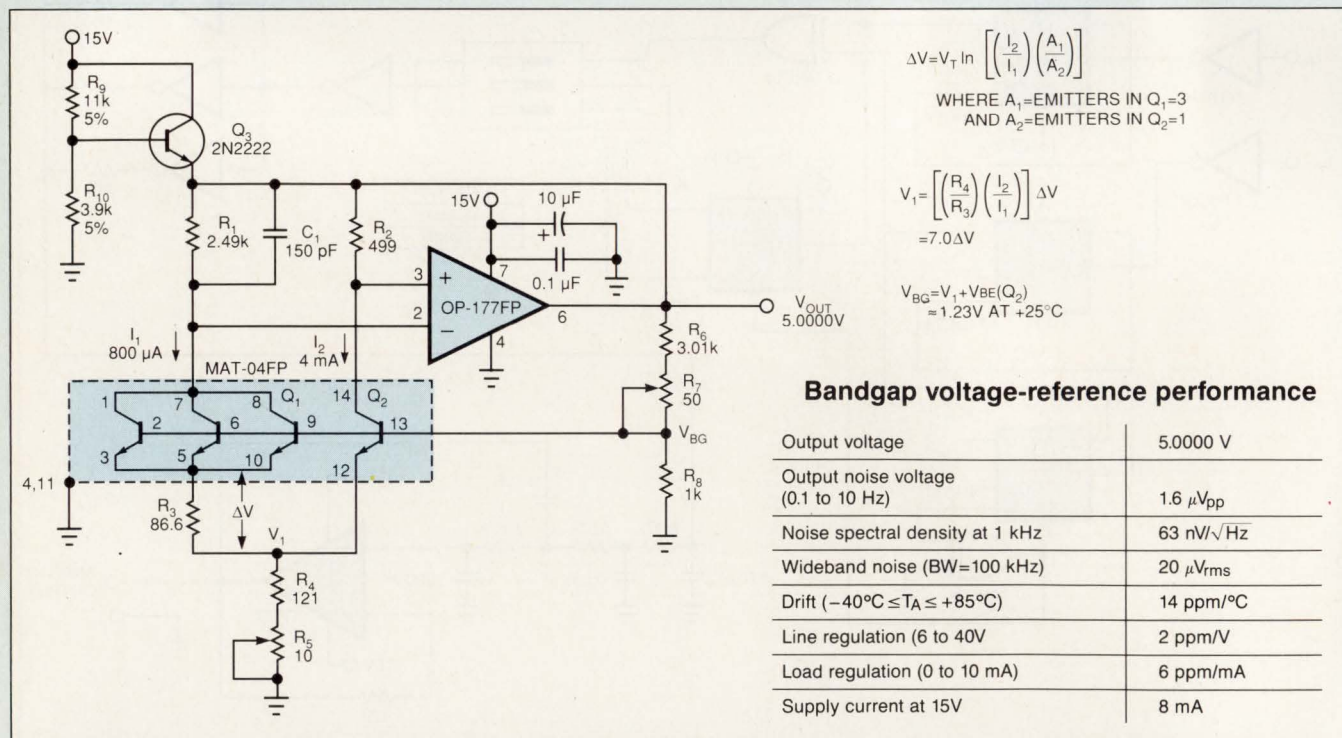 15V
R9
11k
5%
Q3
2N2222
R10
3.9k
5%
R1
2.49k
C1
150 pF
R2
499
15V
10 µF
+
0.1 µF
3
+
7
OP-177FP
6
2
−
4
VOUT
5.0000V
I1
800 µA
I2
4 mA
MAT-04FP
R6
3.01k
R7
50
VBG
R8
1k
1
7
8
Q1
14
Q2
2
6
9
13
3
5
10
12
4,11
R3
86.6
ΔV
V1
R4
121
R5
10
ΔV=VT ln [(I2/I1)(A1/A2)]
WHERE A1=EMITTERS IN Q1=3
AND A2=EMITTERS IN Q2=1
V1=[(R4/R3)(I2/I1)] ΔV
=7.0ΔV
VBG=V1+VBE(Q2)
≈1.23V AT +25°C
Bandgap voltage-reference performance
Output voltage 5.0000 V
Output noise voltage
(0.1 to 10 Hz) 1.6 µVpp
Noise spectral density at 1 kHz 63 nV/√Hz
Wideband noise (BW=100 kHz) 20 µVrms
Drift (−40°C≤TA≤+85°C) 14 ppm/°C
Line regulation (6 to 40V 2 ppm/V
Load regulation (0 to 10 mA) 6 ppm/mA
Supply current at 15V 8 mA